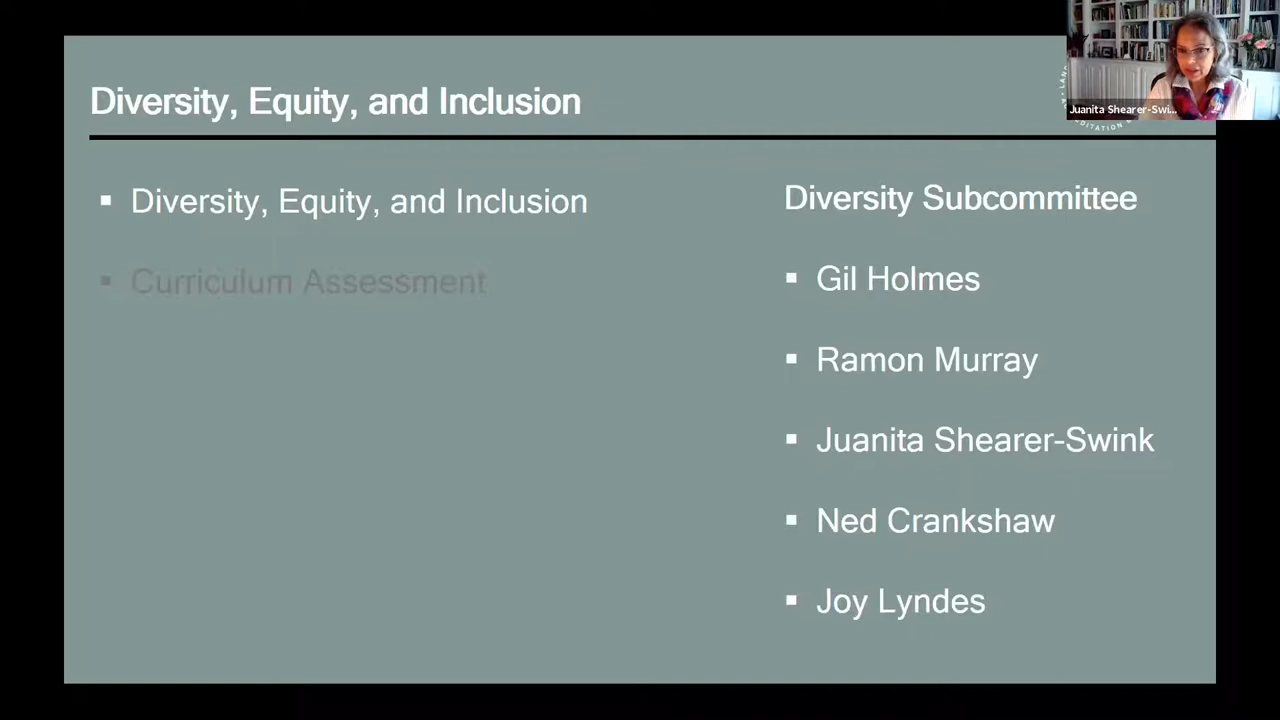 Diversity, Equity, and Inclusion
Juanita Shearer-Swi...
▪ Diversity, Equity, and Inclusion
▪ Curriculum Assessment
Diversity Subcommittee
▪ Gil Holmes
▪ Ramon Murray
▪ Juanita Shearer-Swink
▪ Ned Crankshaw
▪ Joy Lyndes